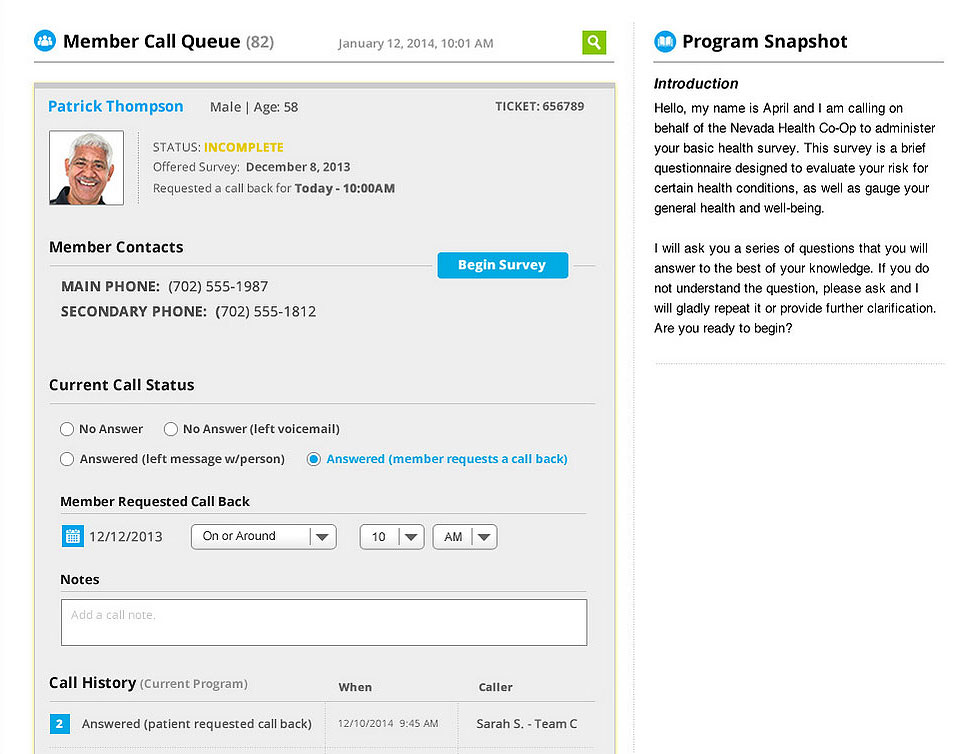 Member Call Queue (82)
January 12, 2014, 10:01 AM
Patrick Thompson Male | Age: 58 TICKET: 656789
STATUS: INCOMPLETE
Offered Survey: December 8, 2013
Requested a call back for Today - 10:00AM
Member Contacts
Begin Survey
MAIN PHONE: (702) 555-1987
SECONDARY PHONE: (702) 555-1812
Current Call Status
No Answer No Answer (left voicemail)
Answered (left message w/person) Answered (member requests a call back)
Member Requested Call Back
12/12/2013 On or Around 10 AM
Notes
Add a call note.
Call History (Current Program) When Caller
2 Answered (patient requested call back) 12/10/2014 9:45 AM Sarah S. - Team C
Program Snapshot
Introduction
Hello, my name is April and I am calling on
behalf of the Nevada Health Co-Op to administer
your basic health survey. This survey is a brief
questionnaire designed to evaluate your risk for
certain health conditions, as well as gauge your
general health and well-being.
I will ask you a series of questions that you will
answer to the best of your knowledge. If you do
not understand the question, please ask and I
will gladly repeat it or provide further clarification.
Are you ready to begin?